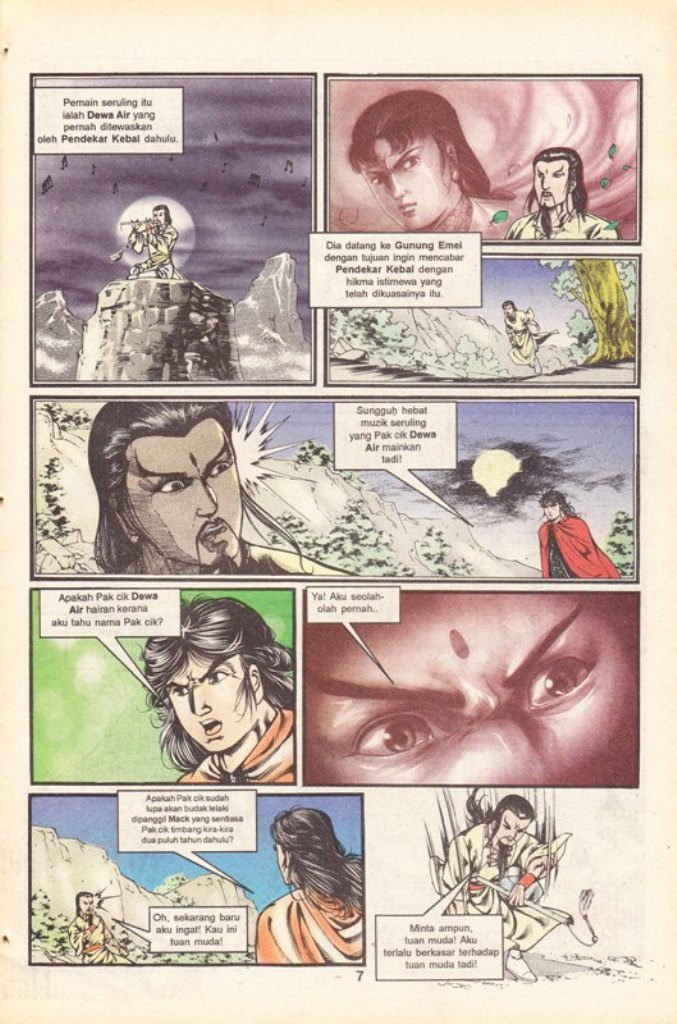 Pemain seruling itu
ialah Dewa Air yang
pernah ditewaskan
oleh Pendekar Kebal dahulu.
Dia datang ke Gunung Emei
dengan tujuan ingin mencabar
Pendekar Kebal dengan
hikma istimewa yang
telah dikuasainya itu.
Sungguh hebat
muzik seruling
yang Pak cik Dewa
Air mainkan
tadi!
Apakah Pak cik Dewa
Air hairan kerana
aku tahu nama Pak cik?
Ya! Aku seolah-
olah pernah..
Apakah Pak cik sudah
lupa akan budak lelaki
dipanggil Mack yang sentiasa
Pak cik timbang kira-kira
dua puluh tahun dahulu?
Oh, sekarang baru
aku ingat! Kau ini
tuan muda!
Minta ampun,
tuan muda! Aku
terlalu berkasar terhadap
tuan muda tadi!
7